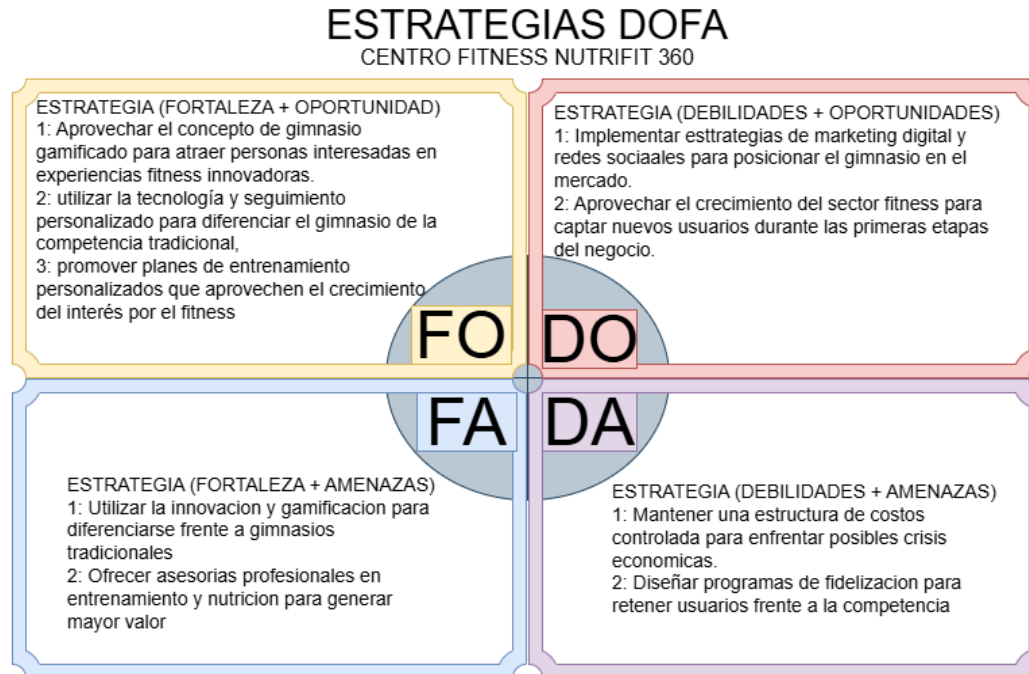 ESTRATEGIAS DOFA
CENTRO FITNESS NUTRIFIT 360
ESTRATEGIA (FORTALEZA + OPORTUNIDAD)
1: Aprovechar el concepto de gimnasio
gamificado para atraer personas interesadas en
experiencias fitness innovadoras.
2: utilizar la tecnología y seguimiento
personalizado para diferenciar el gimnasio de la
competencia tradicional,
3: promover planes de entrenamiento
personalizados que aprovechen el crecimiento
del interés por el fitness
FO
ESTRATEGIA (DEBILIDADES + OPORTUNIDADES)
1: Implementar esttrategias de marketing digital y
redes sociaales para posicionar el gimnasio en el
mercado.
2: Aprovechar el crecimiento del sector fitness para
captar nuevos usuarios durante las primeras etapas
del negocio.
DO
FA
ESTRATEGIA (FORTALEZA + AMENAZAS)
1: Utilizar la innovacion y gamificacion para
diferenciarse frente a gimnasios
tradicionales
2: Ofrecer asesorias profesionales en
entrenamiento y nutricion para generar
mayor valor
DA
ESTRATEGIA (DEBILIDADES + AMENAZAS)
1: Mantener una estructura de costos
controlada para enfrentar posibles crisis
economicas.
2: Diseñar programas de fidelizacion para
retener usuarios frente a la competencia